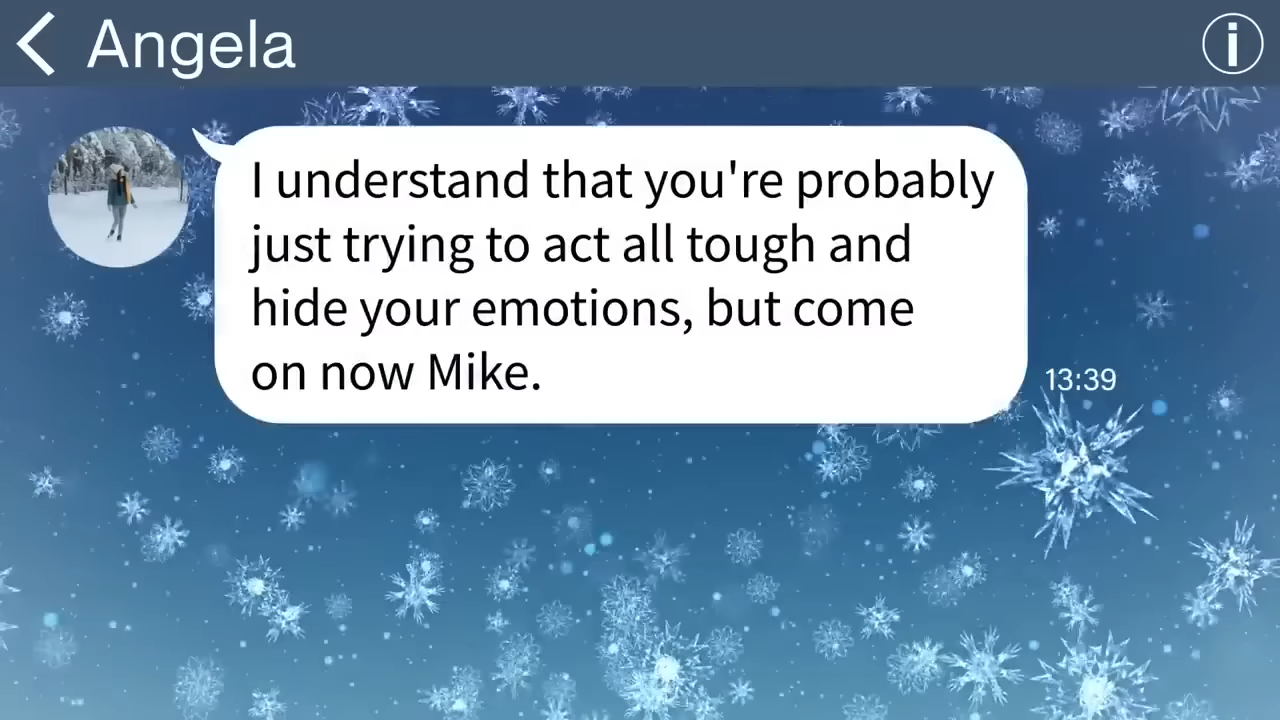 Angela
I understand that you're probably
just trying to act all tough and
hide your emotions, but come
on now Mike.
13:39